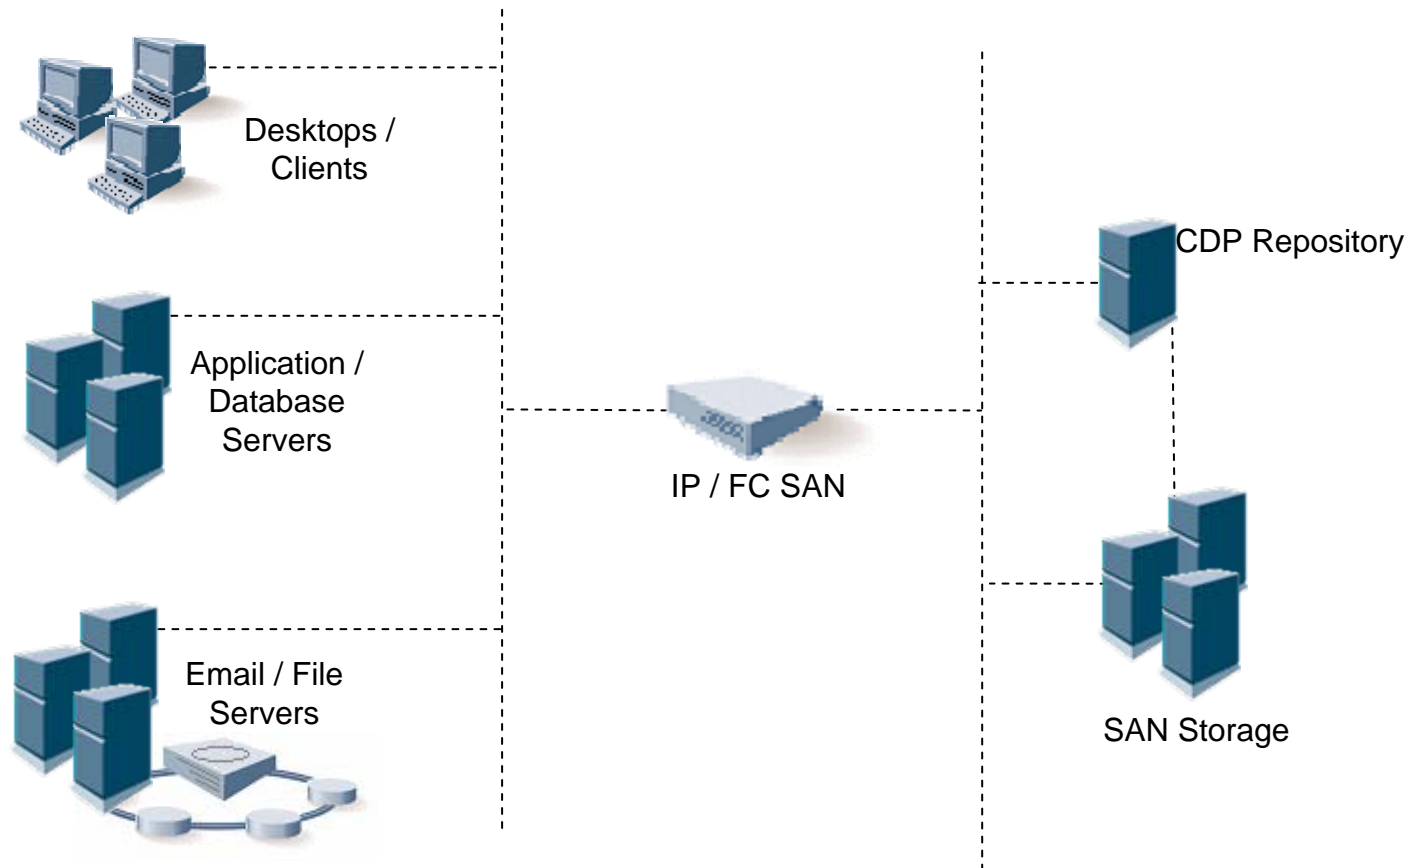 Desktops /
Clients
CDP Repository
Application /
Database
Servers
IP / FC SAN
Email / File
Servers
SAN Storage